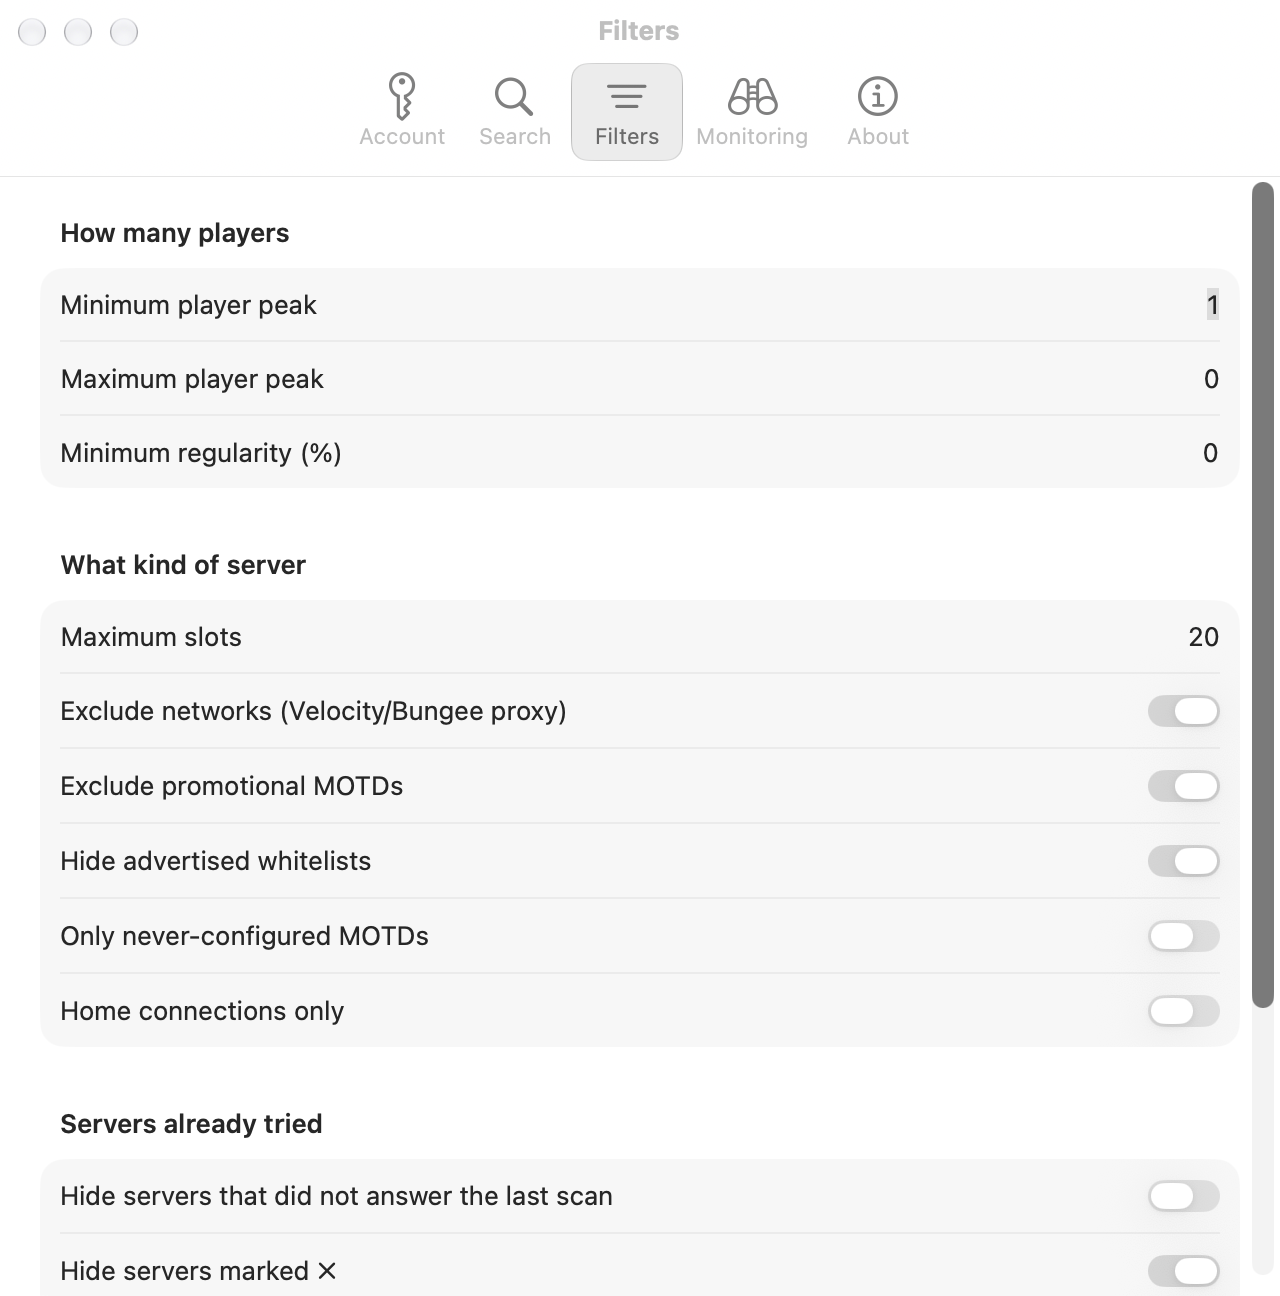 Filters
Account
Search
Filters
Monitoring
About
How many players
Minimum player peak 1
Maximum player peak 0
Minimum regularity (%) 0
What kind of server
Maximum slots 20
Exclude networks (Velocity/Bungee proxy)
Exclude promotional MOTDs
Hide advertised whitelists
Only never-configured MOTDs
Home connections only
Servers already tried
Hide servers that did not answer the last scan
Hide servers marked ✕